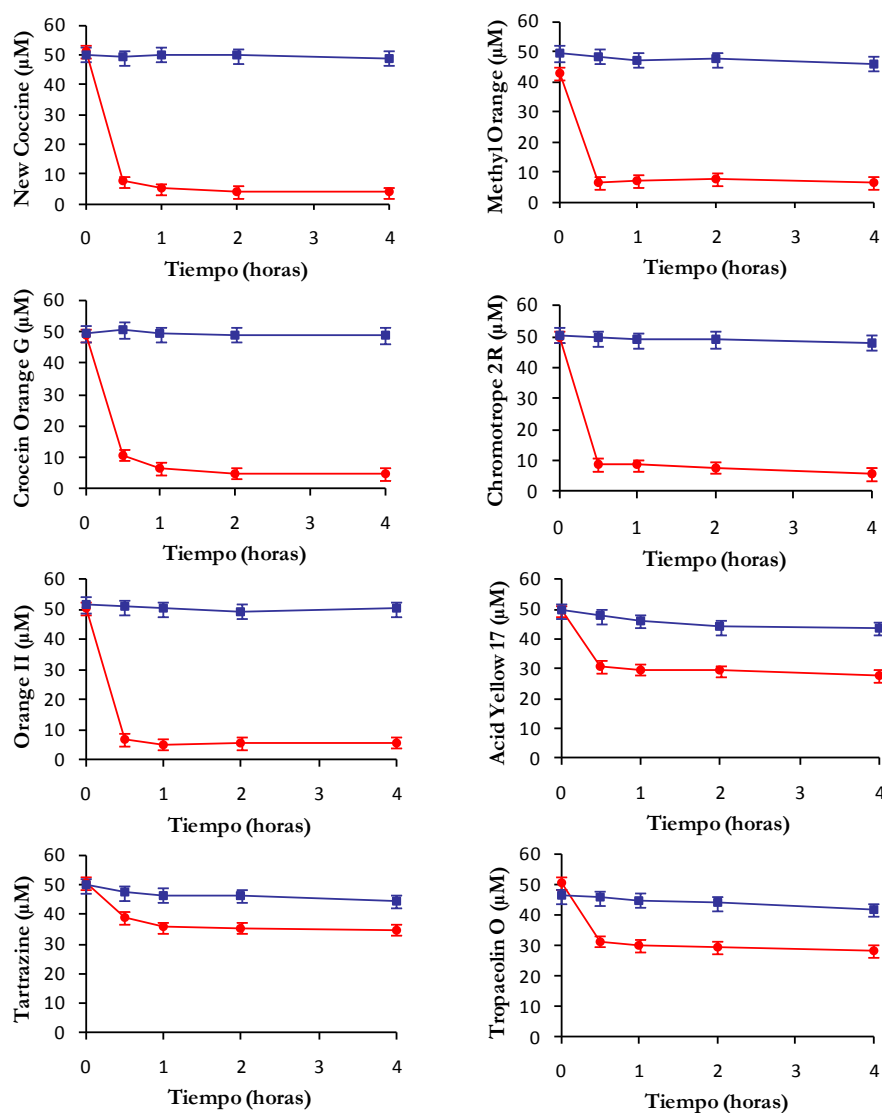 New Coccine (µM)
60
50
40
30
20
10
0
0 1 2 3 4
Tiempo (horas)
Methyl Orange (µM)
60
50
40
30
20
10
0
0 1 2 3 4
Tiempo (horas)
Crocein Orange G (µM)
60
50
40
30
20
10
0
0 1 2 3 4
Tiempo (horas)
Chromotrope 2R (µM)
60
50
40
30
20
10
0
0 1 2 3 4
Tiempo (horas)
Orange II (µM)
60
50
40
30
20
10
0
0 1 2 3 4
Tiempo (horas)
Acid Yellow 17 (µM)
60
50
40
30
20
10
0
0 1 2 3 4
Tiempo (horas)
Tartrazine (µM)
60
50
40
30
20
10
0
0 1 2 3 4
Tiempo (horas)
Tropaeolin O (µM)
60
50
40
30
20
10
0
0 1 2 3 4
Tiempo (horas)